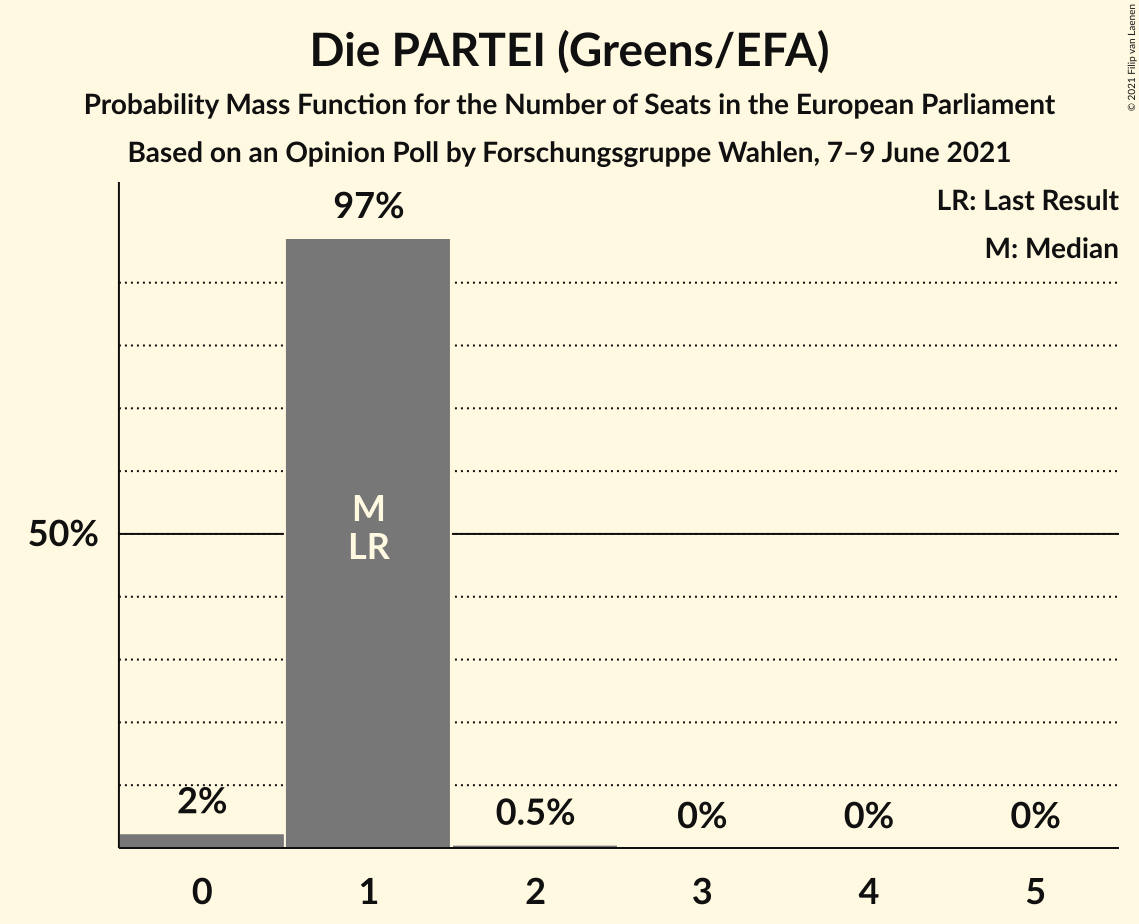 Die PARTEI (Greens/EFA)
Probability Mass Function for the Number of Seats in the European Parliament
Based on an Opinion Poll by Forschungsgruppe Wahlen, 7–9 June 2021
© 2021 Filip van Laenen
LR: Last Result
M: Median
97%
50%
M
LR
2%
0.5%
0%
0%
0%
0
1
2
3
4
5